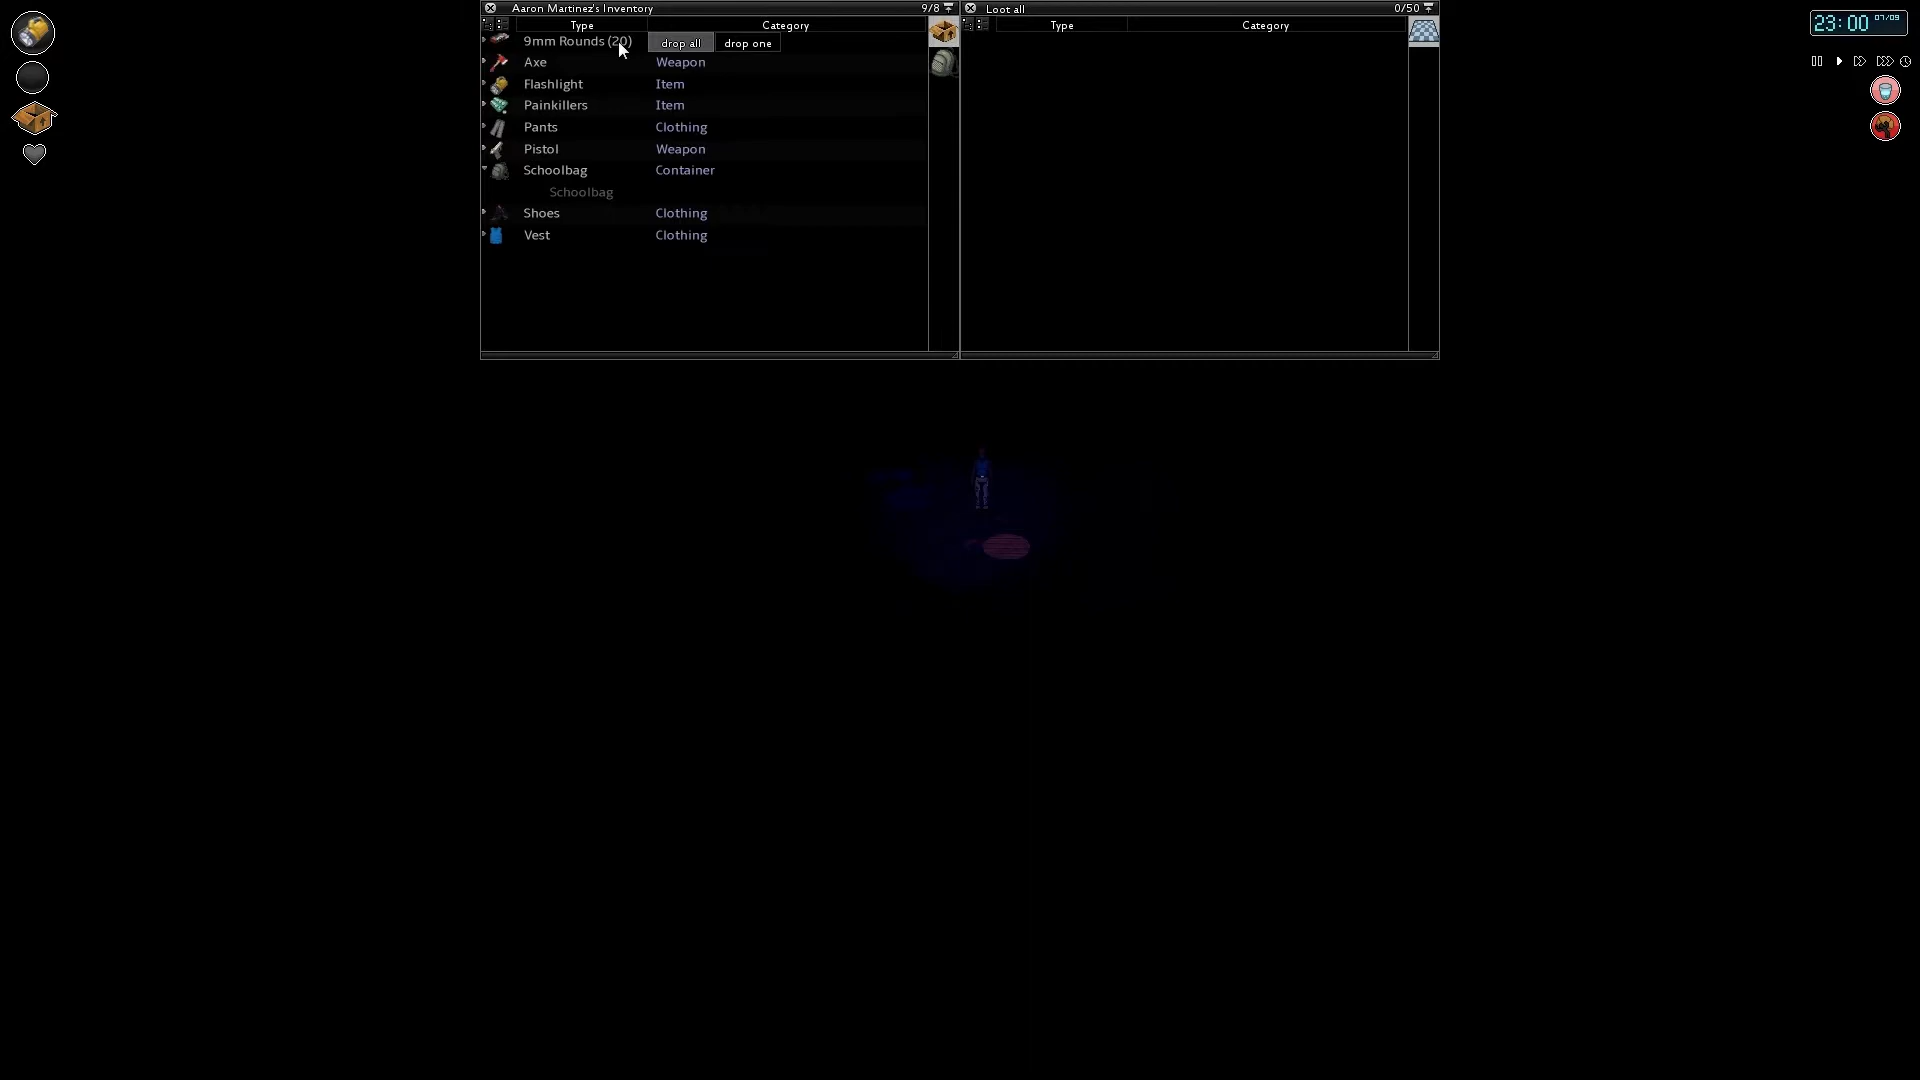 Aaron Martinez's Inventory 9/8
Loot all 0/50
23:00 07/09
Type Category
Type Category
9mm Rounds (20) drop all drop one
Axe Weapon
Flashlight Item
Painkillers Item
Pants Clothing
Pistol Weapon
Schoolbag Container
Schoolbag
Shoes Clothing
Vest Clothing